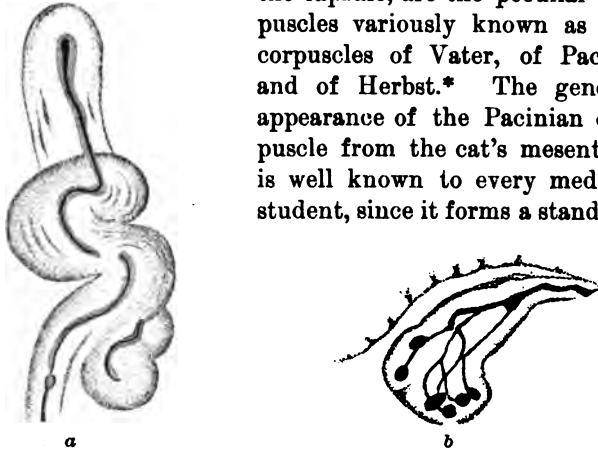 puscles variously known as
corpuscles of Vater, of Pac
and of Herbst.* The gene
appearance of the Pacinian c
puscle from the cat's mesent
is well known to every med
student, since it forms a stand
a
b